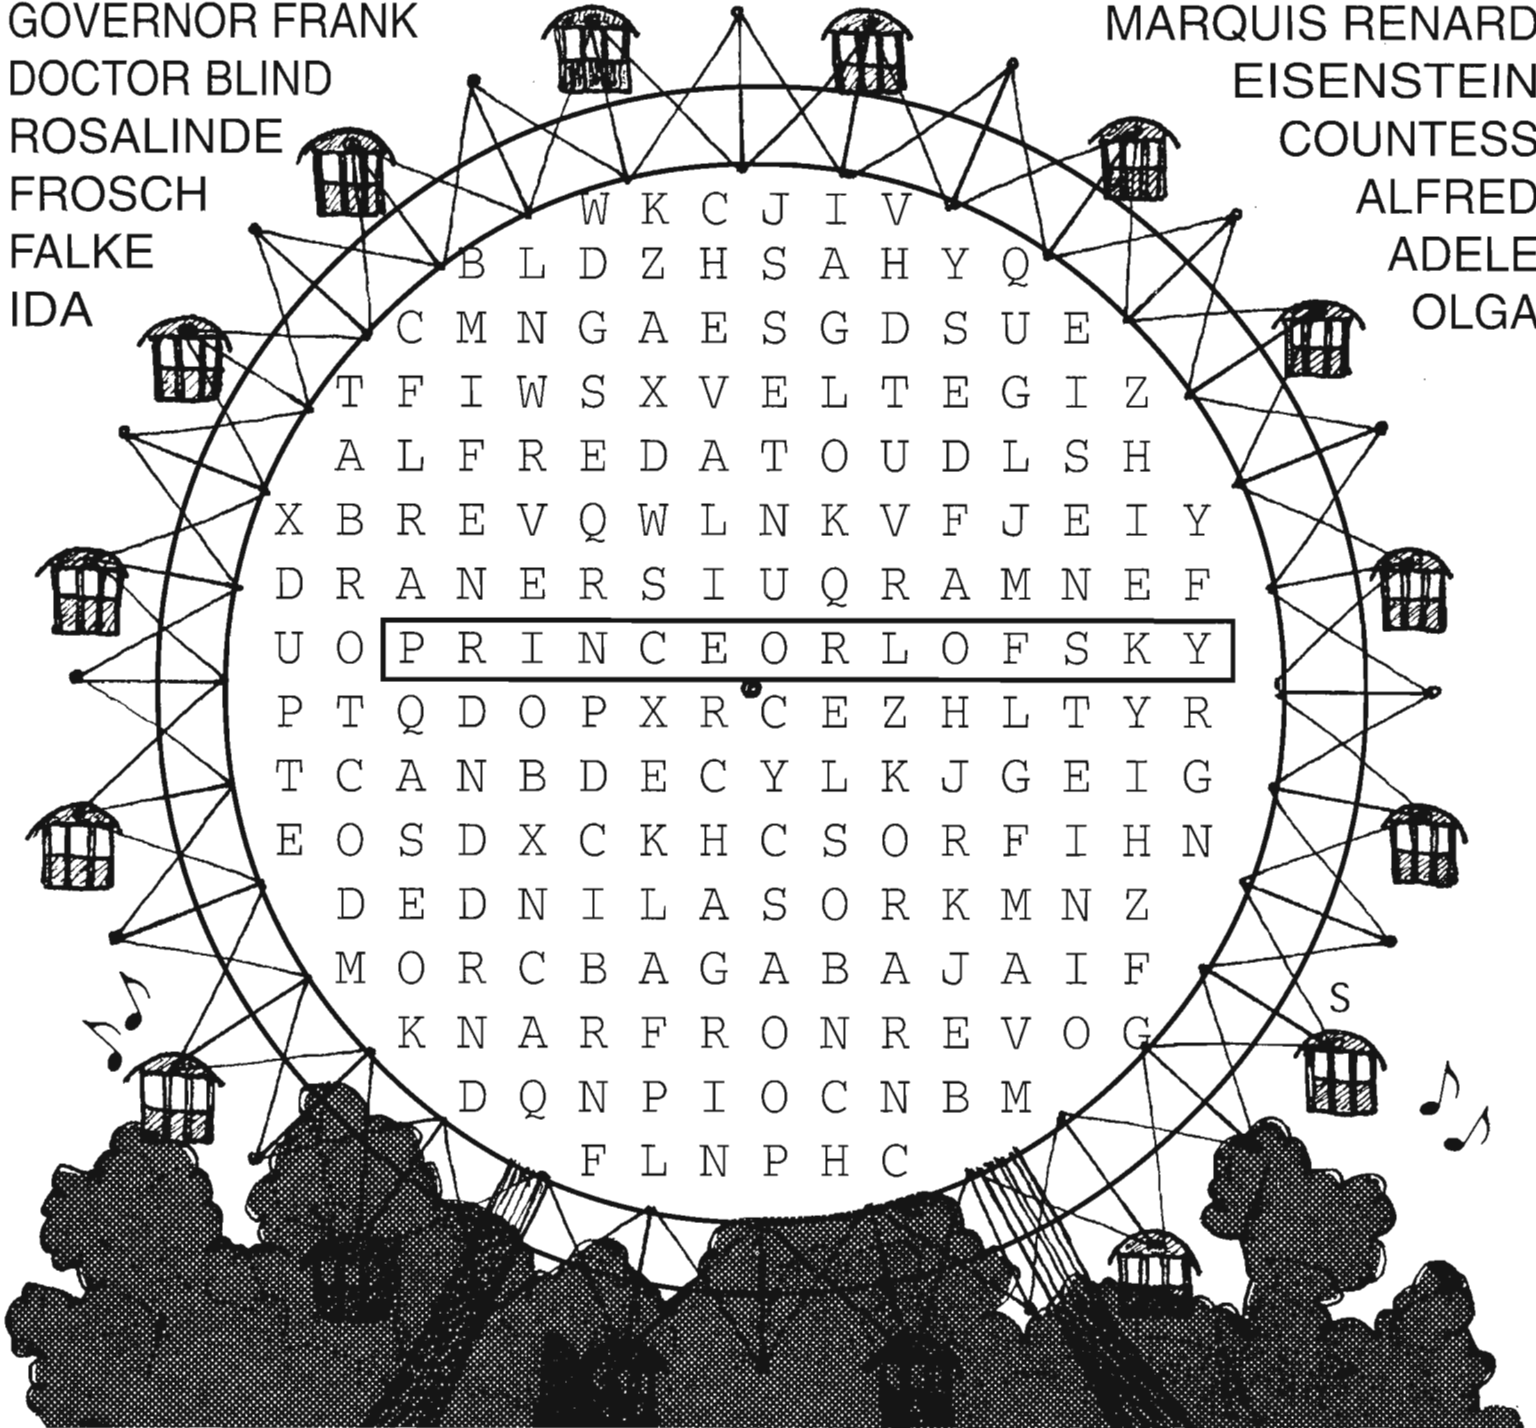 GOVERNOR FRANK
DOCTOR BLIND
ROSALINDE
FROSCH
FALKE
IDA
MARQUIS RENARD
EISENSTEIN
COUNTESS
ALFRED
ADELE
OLGA
W K C J I V
B L D Z H S A H Y Q
C M N G A E S G D S U E
T F I W S X V E L T E G I Z
A L F R E D A T O U D L S H
X B R E V Q W L N K V F J E I Y
D R A N E R S I U Q R A M N E F
U O P R I N C E O R L O F S K Y
P T Q D O P X R C E Z H L T Y R
T C A N B D E C Y L K J G E I G
E O S D X C K H C S O R F I H N
D E D N I L A S O R K M N Z
M O R C B A G A B A J A I F
K N A R F R O N R E V O G
D Q N P I O C N B M
F L N P H C
S